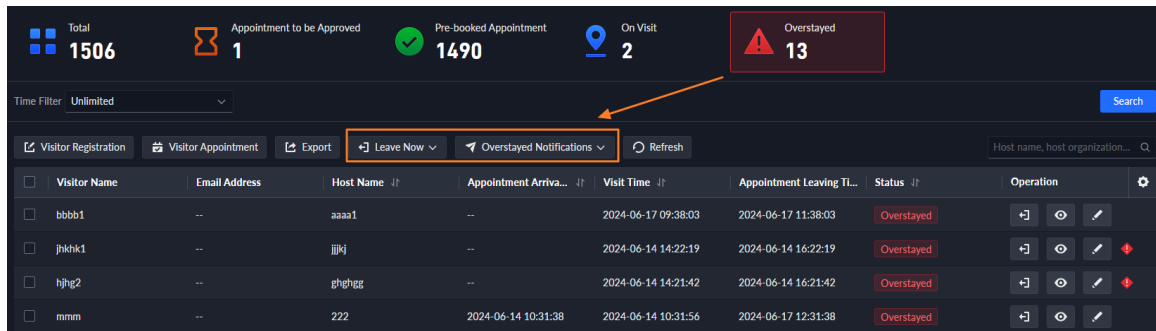 Total Appointment to be Approved Pre-booked Appointment On Visit Overstayed
1506 1 1490 2 13
Time Filter Unlimited Search
Visitor Registration Visitor Appointment Export Leave Now Overstayed Notifications Refresh Host name, host organization...
Visitor Name Email Address Host Name Appointment Arriva... Visit Time Appointment Leaving Ti... Status Operation
bbbb1 -- aaaa1 -- 2024-06-17 09:38:03 2024-06-17 11:38:03 Overstayed
jhkhk1 -- jjjkj -- 2024-06-14 14:22:19 2024-06-14 16:22:19 Overstayed
hjhg2 -- ghghgg -- 2024-06-14 14:21:42 2024-06-14 16:21:42 Overstayed
mmm -- 222 2024-06-14 10:31:38 2024-06-14 10:31:56 2024-06-17 12:31:38 Overstayed